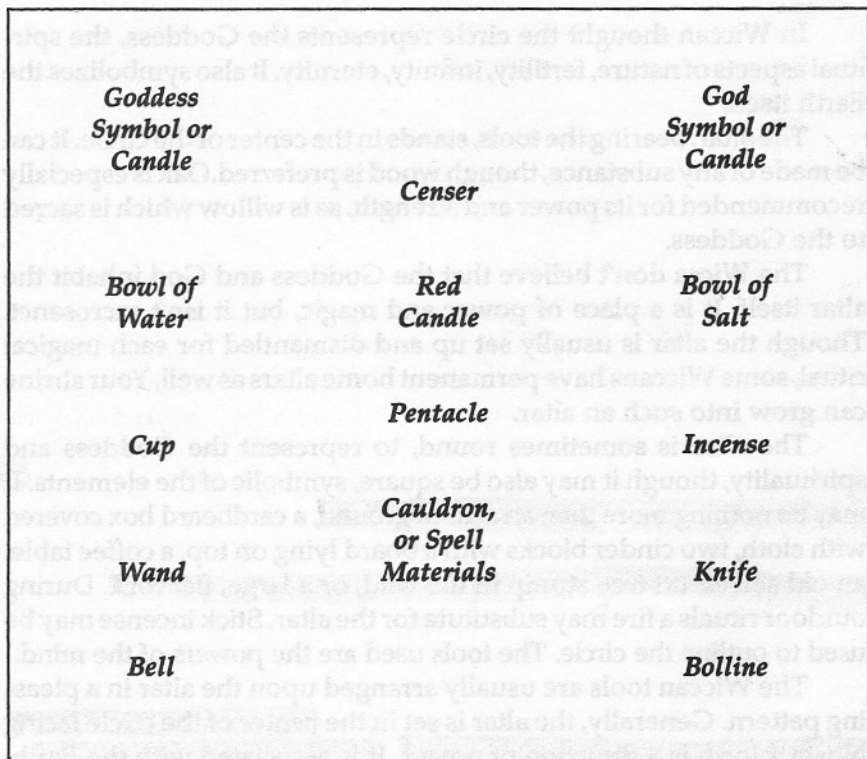 Goddess
Symbol or
Candle
God
Symbol or
Candle
Censer
Bowl of
Water
Red
Candle
Bowl of
Salt
Pentacle
Cup
Incense
Cauldron,
or Spell
Materials
Wand
Knife
Bell
Bolline